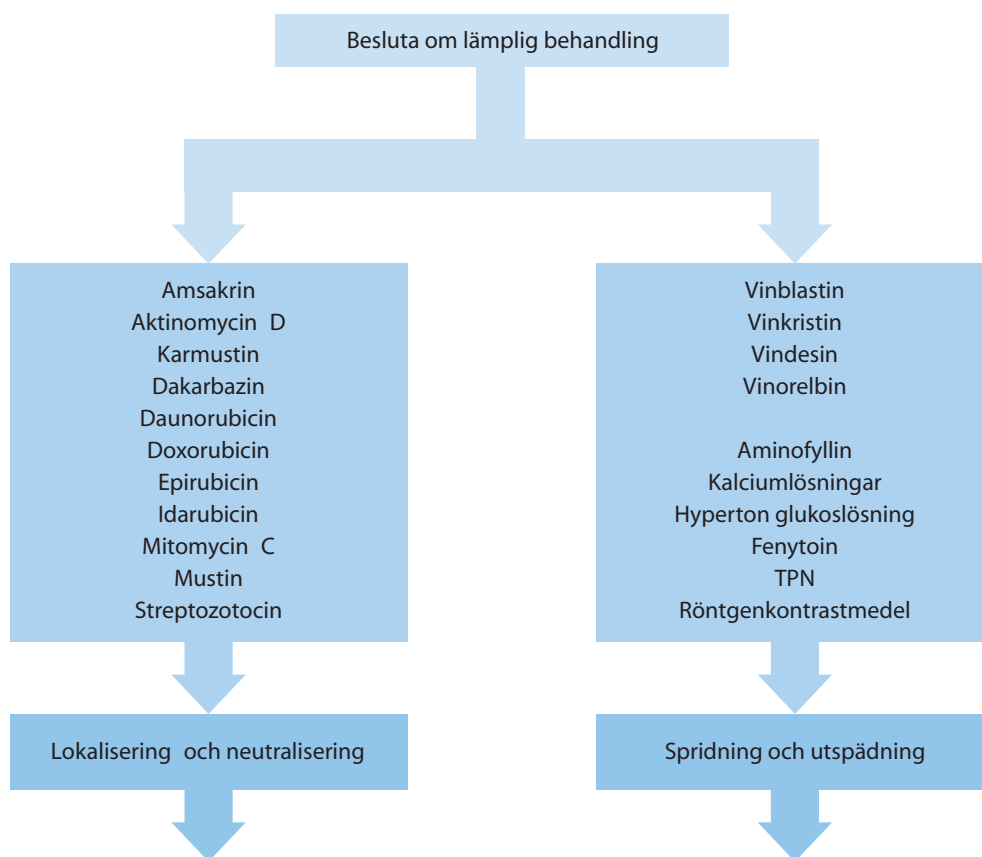 Besluta om lämplig behandling
Amsakrin
Aktinomycin D
Karmustin
Dakarbazin
Daunorubicin
Doxorubicin
Epirubicin
Idarubicin
Mitomycin C
Mustin
Streptozotocin
Vinblastin
Vinkristin
Vindesin
Vinorelbin
Aminofyllin
Kalciumlösningar
Hyperton glukoslösning
Fenytoin
TPN
Röntgenkontrastmedel
Lokalisering och neutralisering
Spridning och utspädning